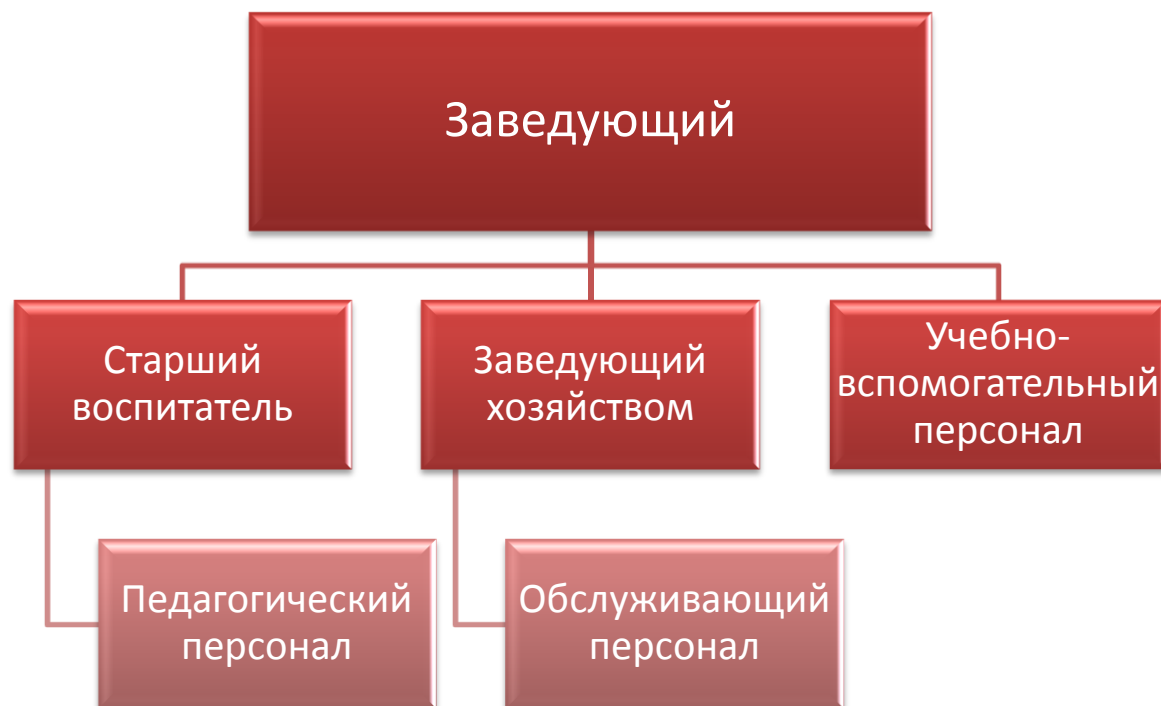 Заведующий
Старший
воспитатель
Заведующий
хозяйством
Учебно-
вспомогательный
персонал
Педагогический
персонал
Обслуживающий
персонал